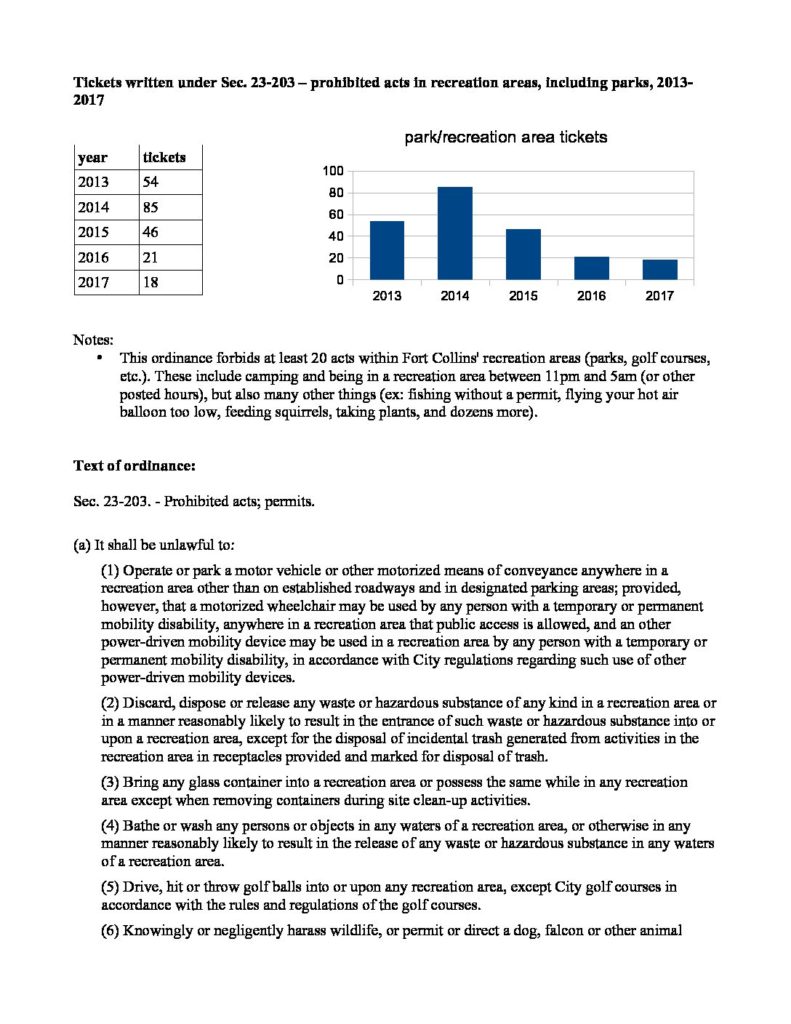 Tickets written under Sec. 23-203 – prohibited acts in recreation areas, including parks, 2013-
2017
year tickets
2013 54
2014 85
2015 46
2016 21
2017 18
park/recreation area tickets
100
80
60
40
20
0
2013 2014 2015 2016 2017
Notes:
• This ordinance forbids at least 20 acts within Fort Collins' recreation areas (parks, golf courses,
etc.). These include camping and being in a recreation area between 11pm and 5am (or other
posted hours), but also many other things (ex: fishing without a permit, flying your hot air
balloon too low, feeding squirrels, taking plants, and dozens more).
Text of ordinance:
Sec. 23-203. - Prohibited acts; permits.
(a) It shall be unlawful to:
(1) Operate or park a motor vehicle or other motorized means of conveyance anywhere in a
recreation area other than on established roadways and in designated parking areas; provided,
however, that a motorized wheelchair may be used by any person with a temporary or permanent
mobility disability, anywhere in a recreation area that public access is allowed, and an other
power-driven mobility device may be used in a recreation area by any person with a temporary or
permanent mobility disability, in accordance with City regulations regarding such use of other
power-driven mobility devices.
(2) Discard, dispose or release any waste or hazardous substance of any kind in a recreation area or
in a manner reasonably likely to result in the entrance of such waste or hazardous substance into or
upon a recreation area, except for the disposal of incidental trash generated from activities in the
recreation area in receptacles provided and marked for disposal of trash.
(3) Bring any glass container into a recreation area or possess the same while in any recreation
area except when removing containers during site clean-up activities.
(4) Bathe or wash any persons or objects in any waters of a recreation area, or otherwise in any
manner reasonably likely to result in the release of any waste or hazardous substance in any waters
of a recreation area.
(5) Drive, hit or throw golf balls into or upon any recreation area, except City golf courses in
accordance with the rules and regulations of the golf courses.
(6) Knowingly or negligently harass wildlife, or permit or direct a dog, falcon or other animal